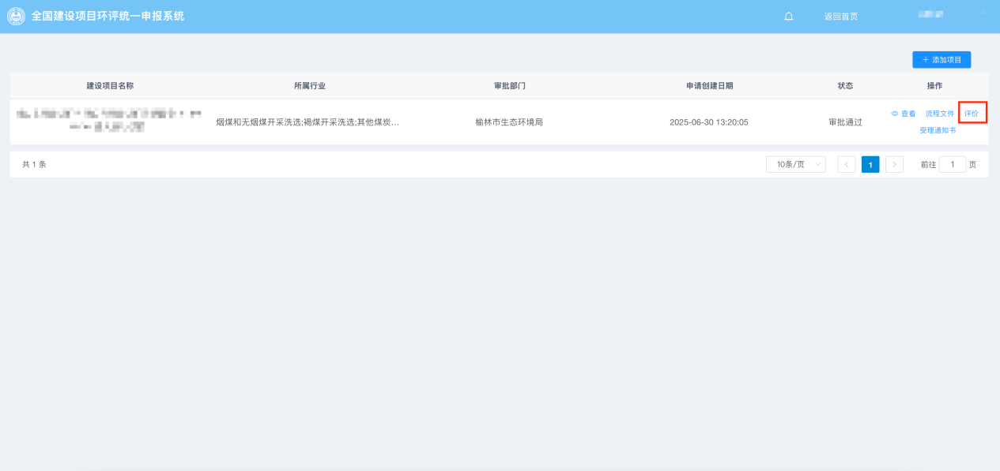 全国建设项目环评统一申报系统
返回首页
+ 添加项目
建设项目名称 所属行业 审批部门 申请创建日期 状态 操作
烟煤和无烟煤开采洗选;褐煤开采洗选;其他煤炭... 榆林市生态环境局 2025-06-30 13:20:05 审批通过 查看 流程文件 评价
受理通知书
共 1 条 10条/页 < 1 > 前往 1 页